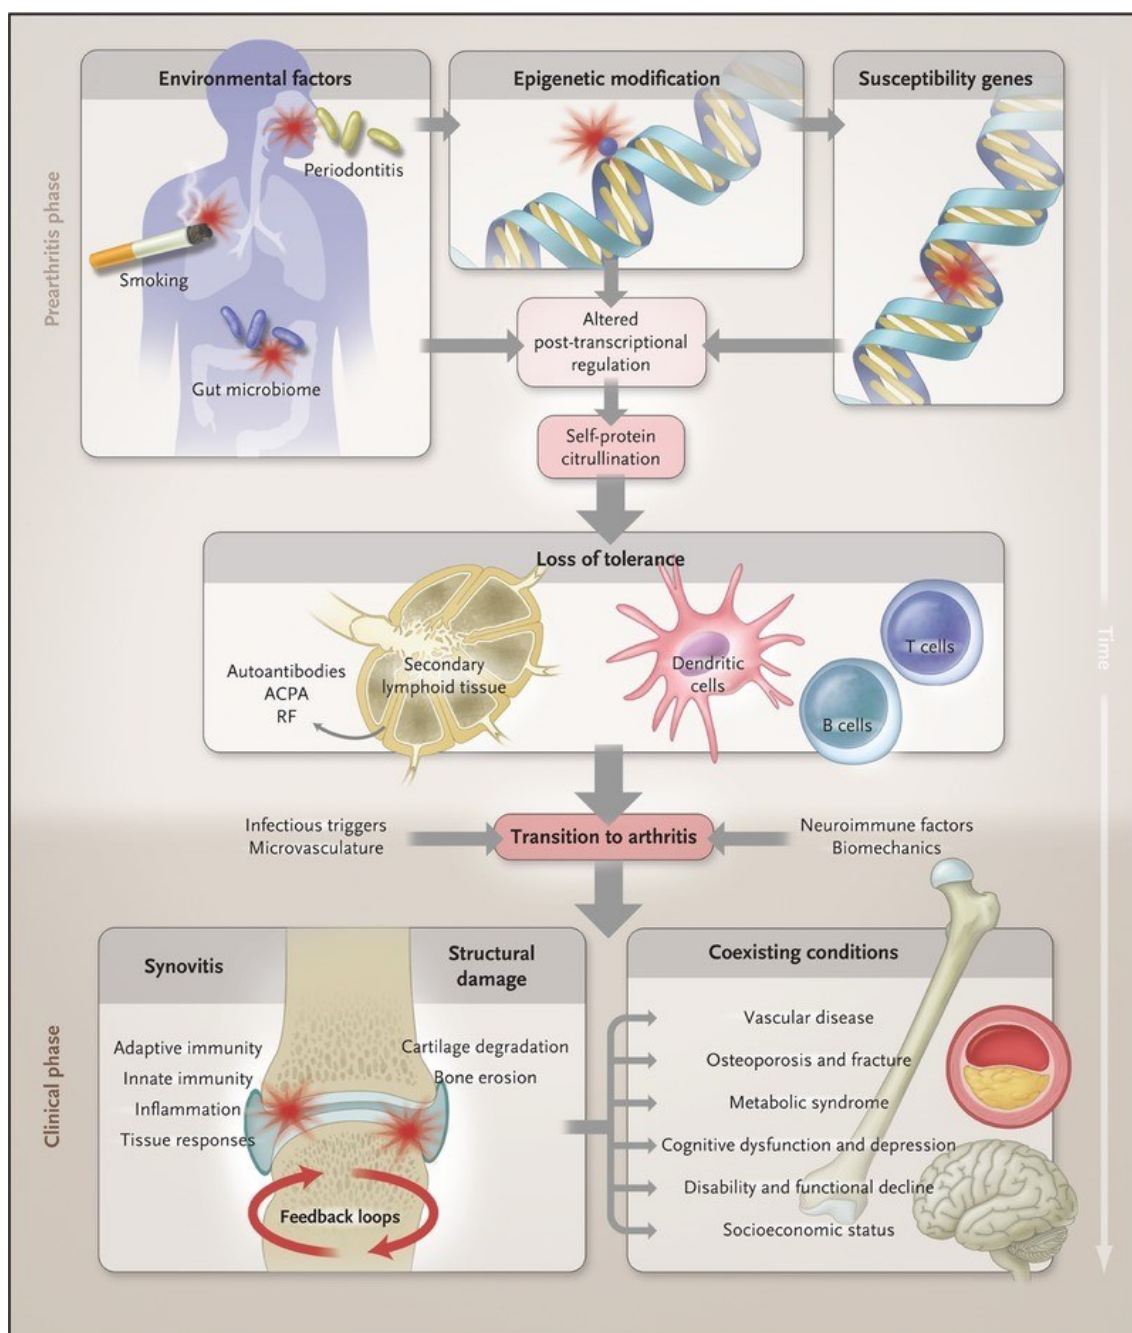 Environmental factors
Epigenetic modification
Susceptibility genes
Periodontitis
Smoking
Gut microbiome
Prearthritis phase
Altered
post-transcriptional
regulation
Self-protein
citrullination
Loss of tolerance
Autoantibodies
ACPA
RF
Secondary
lymphoid tissue
Dendritic
cells
T cells
B cells
Time
Infectious triggers
Microvasculature
Transition to arthritis
Neuroimmune factors
Biomechanics
Clinical phase
Synovitis
Structural
damage
Adaptive immunity
Innate immunity
Inflammation
Tissue responses
Cartilage degradation
Bone erosion
Feedback loops
Coexisting conditions
Vascular disease
Osteoporosis and fracture
Metabolic syndrome
Cognitive dysfunction and depression
Disability and functional decline
Socioeconomic status